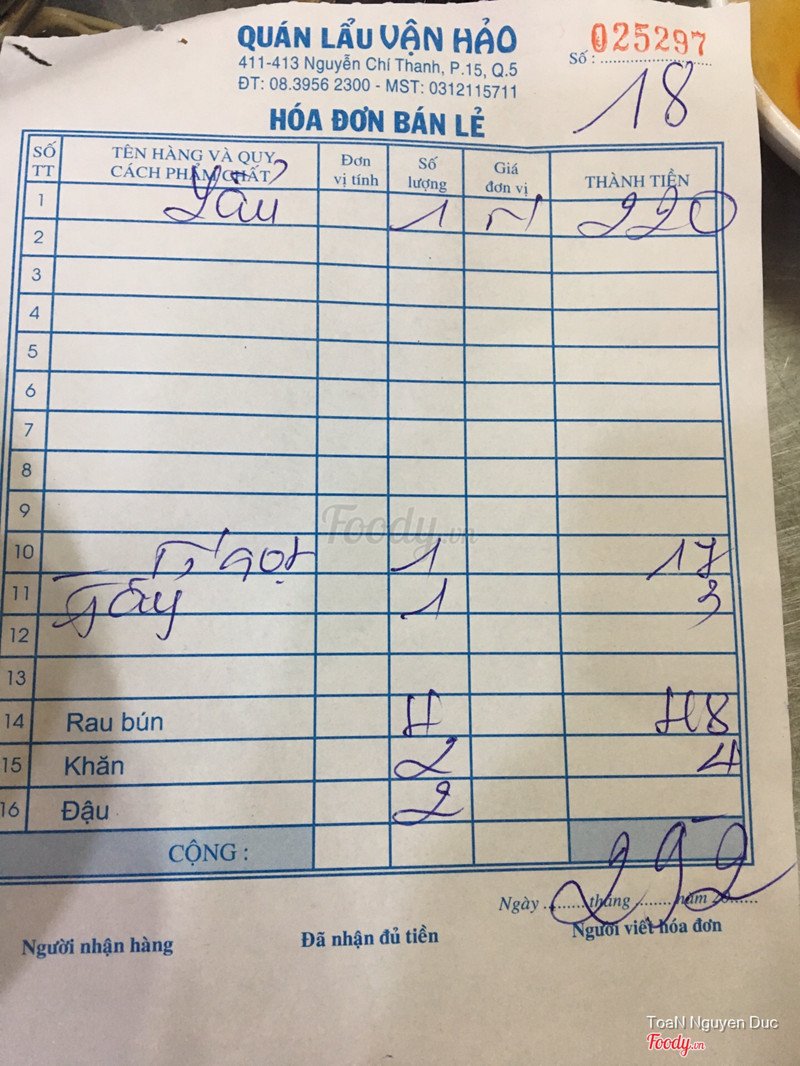 QUÁN LẨU VẬN HẢO
411-413 Nguyễn Chí Thanh, P.15, Q.5
Số : 025297
ĐT: 08.3956 2300 - MST: 0312115711
18
HÓA ĐƠN BÁN LẺ
SỐ TT TÊN HÀNG VÀ QUY CÁCH PHẨM CHẤT Đơn vị tính Số lượng Giá đơn vị THÀNH TIỀN
1 Lẩu 1 N 220
2
3
4
5
6
7
8
9
Foody.vn
10 1 17
11 1 3
12
13
14 Rau bún 4 48
15 Khăn 2 4
16 Đậu 2
CỘNG : 292
Ngày ........tháng ........năm 20......
Người nhận hàng Đã nhận đủ tiền Người viết hóa đơn
ToaN Nguyen Duc
Foody.vn